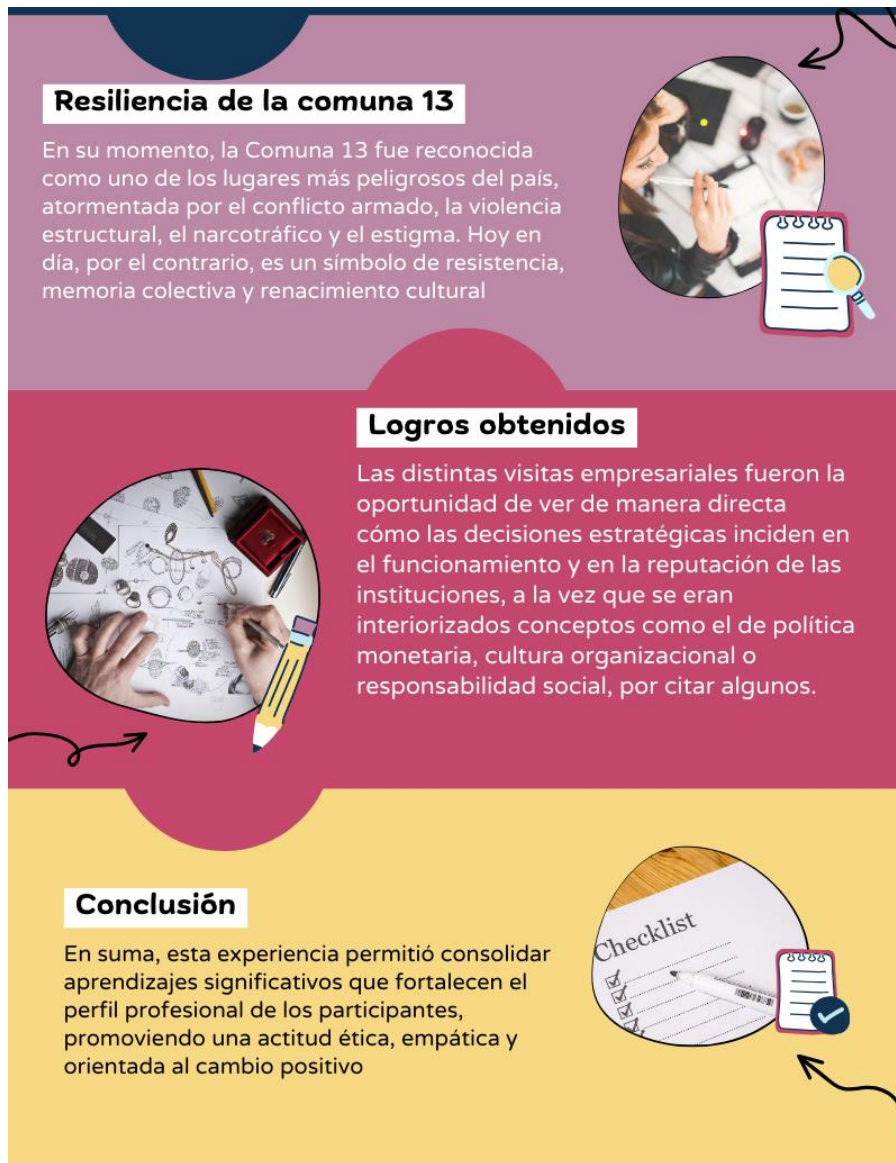 Resiliencia de la comuna 13
En su momento, la Comuna 13 fue reconocida
como uno de los lugares más peligrosos del país,
atormentada por el conflicto armado, la violencia
estructural, el narcotráfico y el estigma. Hoy en
día, por el contrario, es un símbolo de resistencia,
memoria colectiva y renacimiento cultural
Logros obtenidos
Las distintas visitas empresariales fueron la
oportunidad de ver de manera directa
cómo las decisiones estratégicas inciden en
el funcionamiento y en la reputación de las
instituciones, a la vez que se eran
interiorizados conceptos como el de política
monetaria, cultura organizacional o
responsabilidad social, por citar algunos.
Conclusión
En suma, esta experiencia permitió consolidar
aprendizajes significativos que fortalecen el
perfil profesional de los participantes,
promoviendo una actitud ética, empática y
orientada al cambio positivo
Checklist